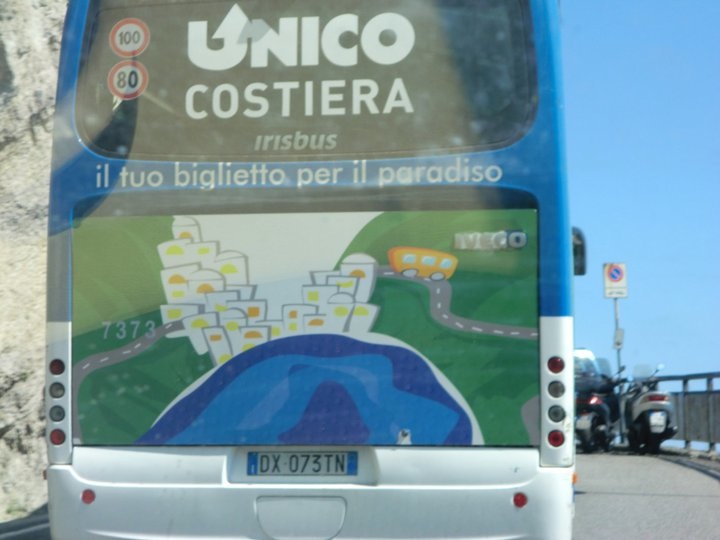 100
80
UNICO
COSTIERA
irisbus
il tuo biglietto per il paradiso
IVECO
7373
DX 073TN